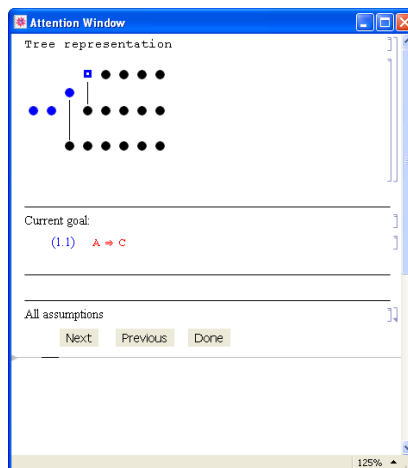 Attention Window
Tree representation
Current goal:
(1.1) A ⇒ C
All assumptions
Next Previous Done
125%